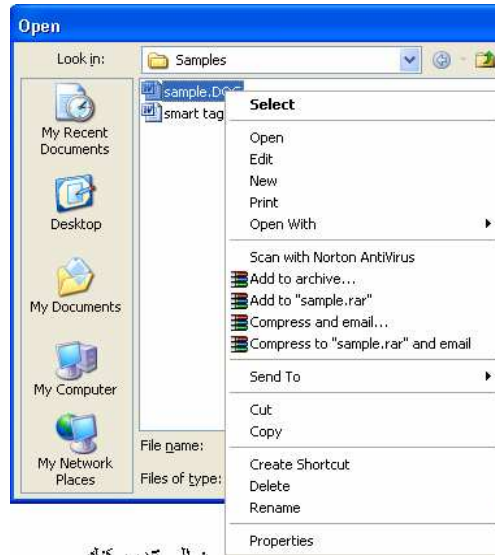 Open
Look in:
Samples
sample.DOC
smart tag
My Recent
Documents
Desktop
My Documents
My Computer
My Network
Places
File name:
Files of type:
Select
Open
Edit
New
Print
Open With
Scan with Norton AntiVirus
Add to archive...
Add to "sample.rar"
Compress and email...
Compress to "sample.rar" and email
Send To
Cut
Copy
Create Shortcut
Delete
Rename
Properties